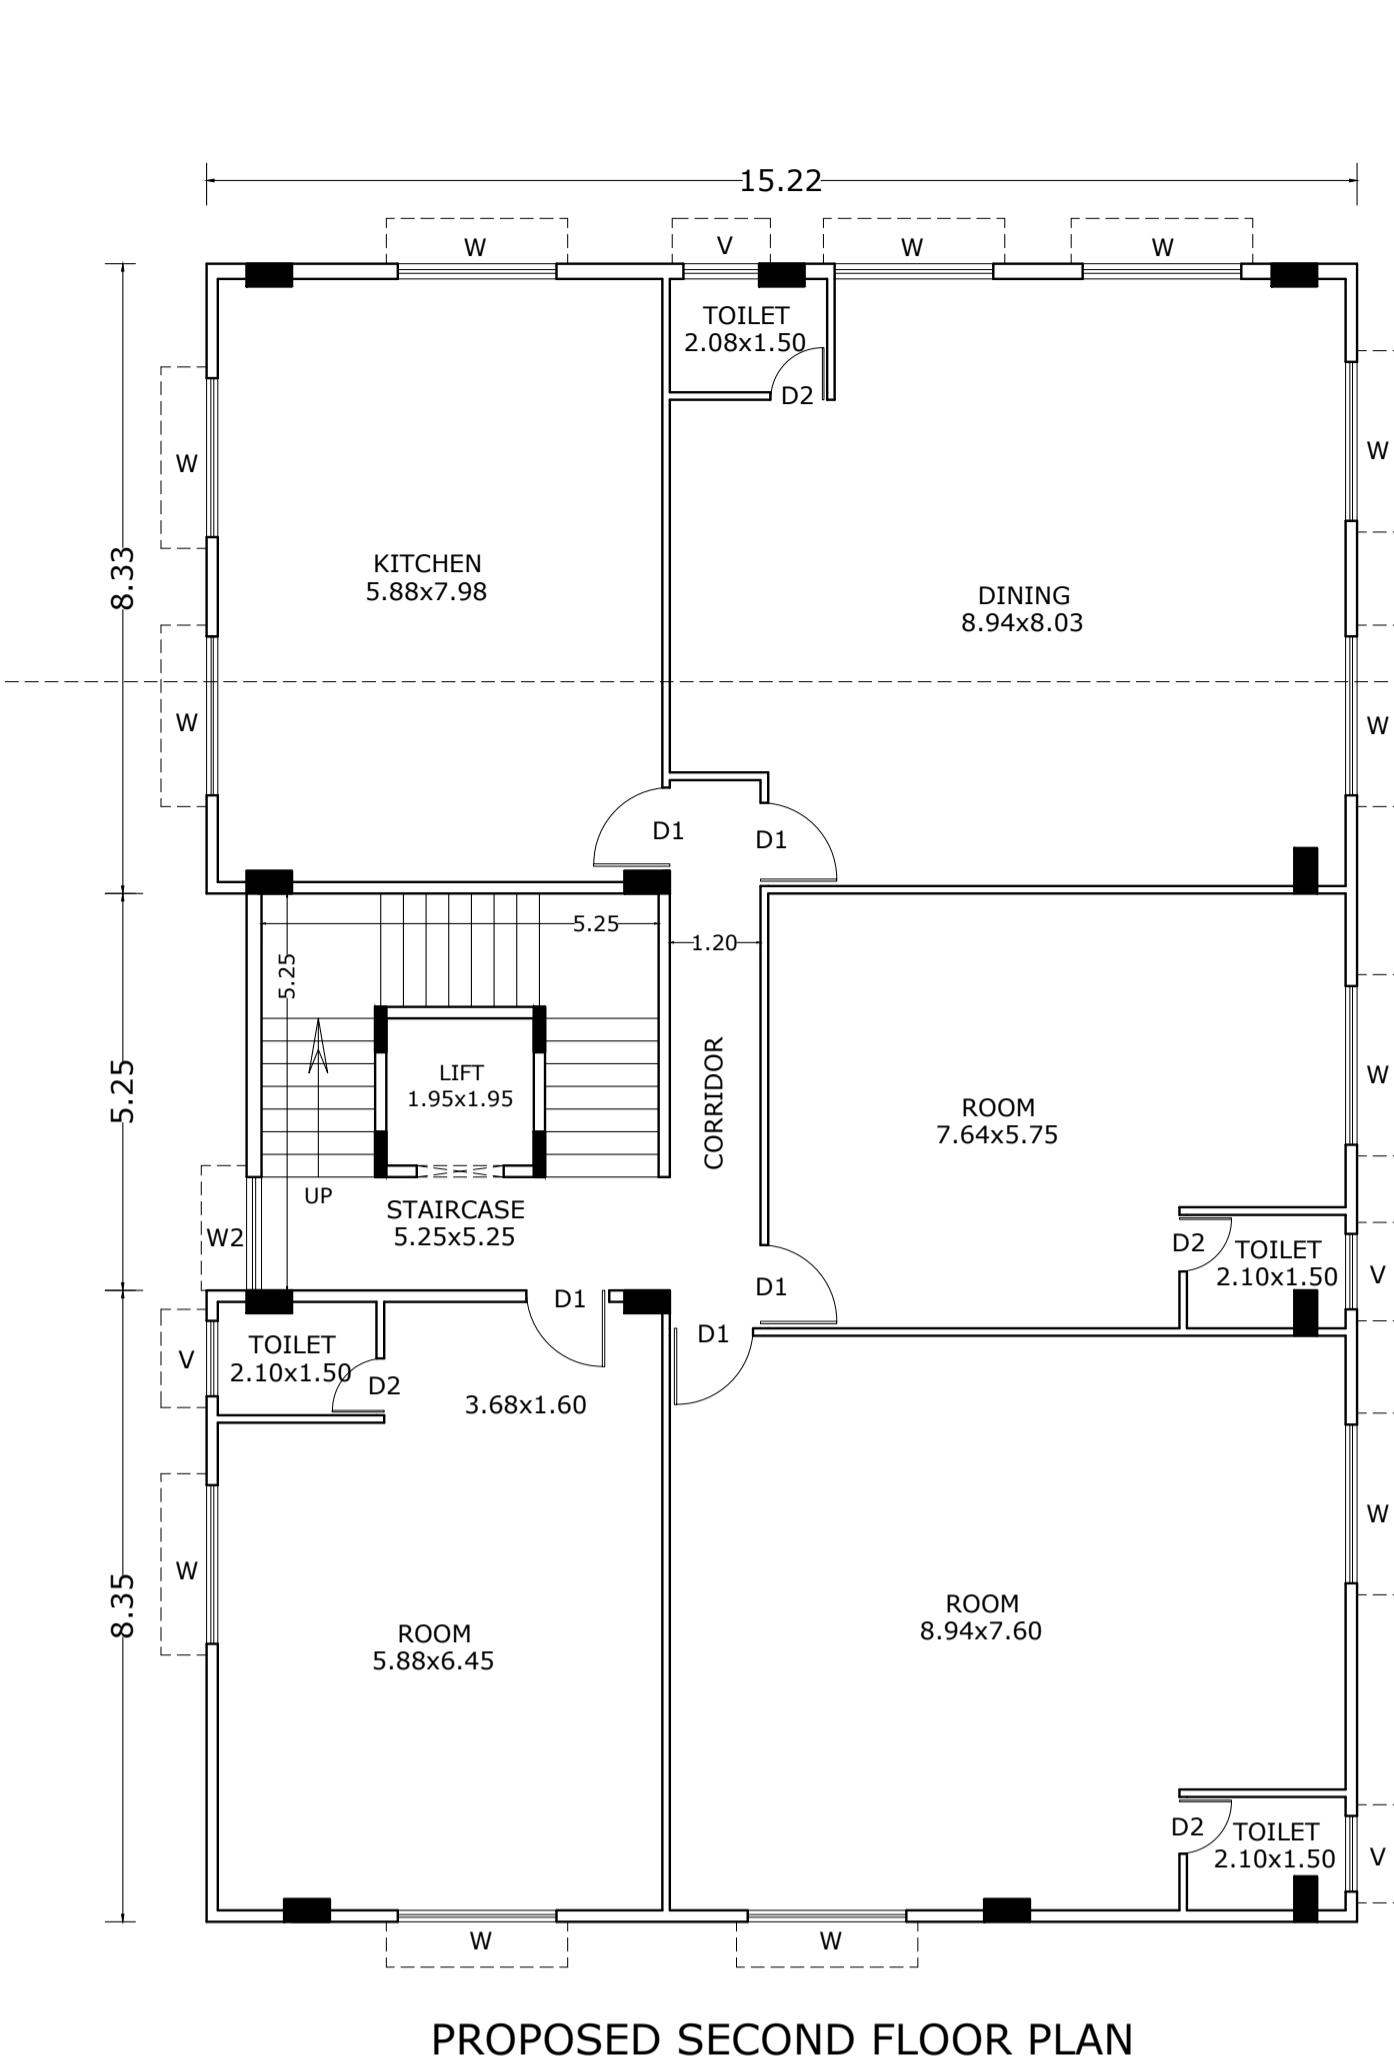 15.22
W
V
W
W
TOILET
2.08x1.50
D2
W
W
KITCHEN
5.88x7.98
8.33
DINING
8.94x8.03
W
W
D1
D1
5.25
5.25
1.20
5.25
LIFT
1.95x1.95
CORRIDOR
W
ROOM
7.64x5.75
UP
STAIRCASE
5.25x5.25
W2
D2
TOILET
2.10x1.50
V
D1
D1
D1
TOILET
2.10x1.50
V
D2
3.68x1.60
W
W
8.35
ROOM
5.88x6.45
ROOM
8.94x7.60
D2
TOILET
2.10x1.50
V
W
W
PROPOSED SECOND FLOOR PLAN